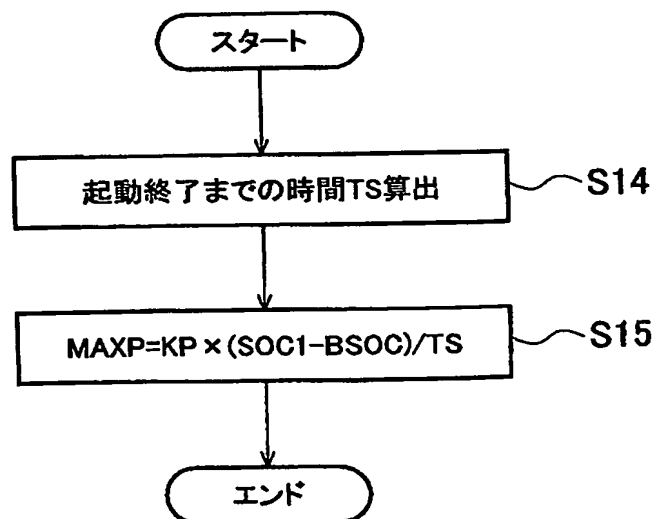 スタート
起動終了までの時間TS算出
S14
MAXP=KP×(SOC1-BSOC)/TS
S15
エンド